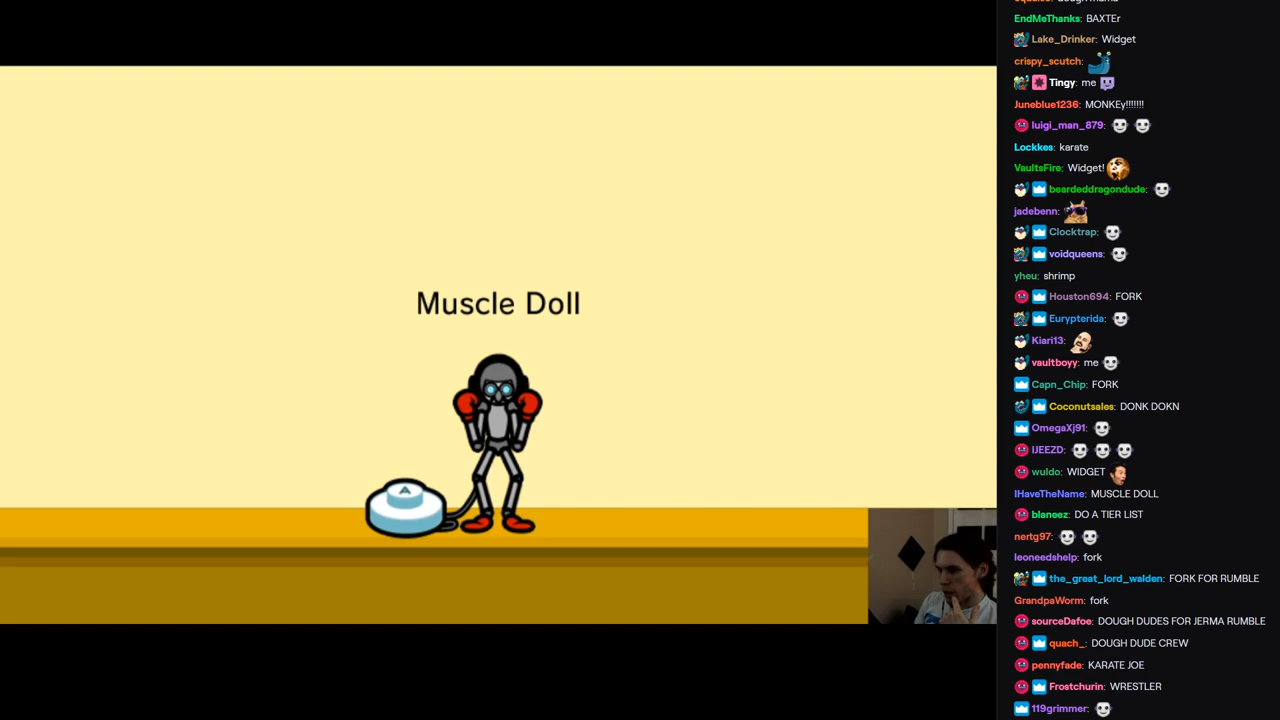 EndMeThanks: BAXTEr
Lake_Drinker: Widget
crispy_scutch:
Tingy: me
Juneblue1236: MONKEy!!!!!!!
luigi_man_879:
Lockkes: karate
VaultsFire: Widget!
beardeddragondude:
jadebenn:
Clocktrap:
voidqueens:
yheu: shrimp
Houston694: FORK
Eurypterida:
Kiari13:
vaultboyy: me
Capn_Chip: FORK
Coconutsales: DONK DOKN
OmegaXj91:
IJEEZD:
wuldo: WIDGET
IHaveTheName: MUSCLE DOLL
blaneez: DO A TIER LIST
nertg97:
leoneedshelp: fork
the_great_lord_walden: FORK FOR RUMBLE
GrandpaWorm: fork
sourceDafoe: DOUGH DUDES FOR JERMA RUMBLE
quach_: DOUGH DUDE CREW
pennyfade: KARATE JOE
Frostchurin: WRESTLER
119grimmer:
Muscle Doll
A